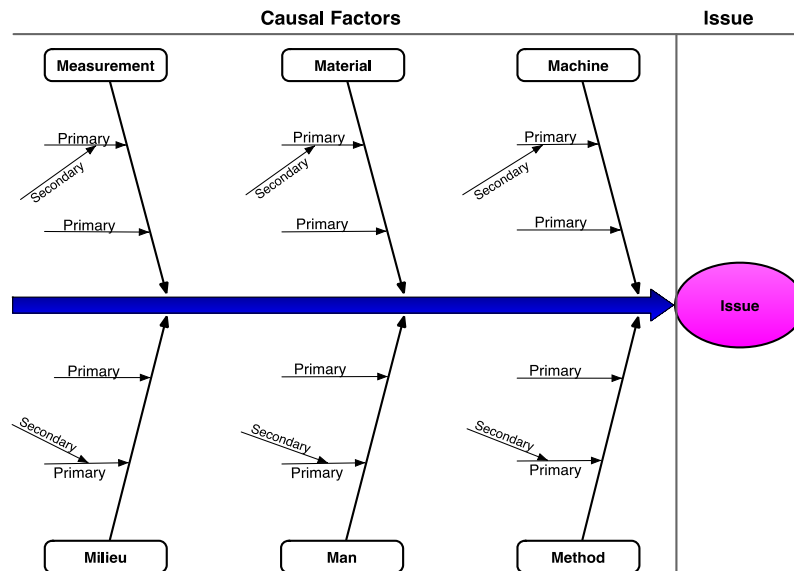 Causal Factors
Issue
Measurement
Material
Machine
Primary
Secondary
Primary
Primary
Secondary
Primary
Primary
Secondary
Primary
Issue
Primary
Secondary
Primary
Primary
Secondary
Primary
Primary
Secondary
Primary
Milieu
Man
Method